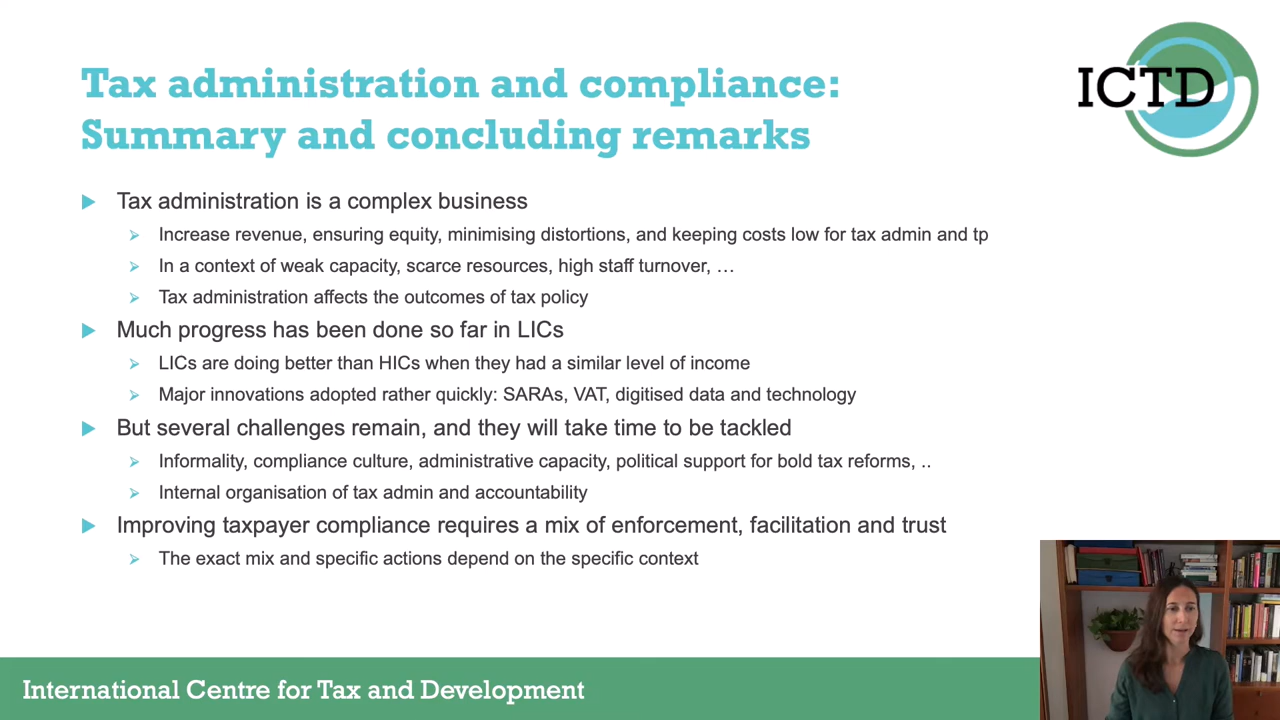 Tax administration and compliance:
Summary and concluding remarks
ICTD
Tax administration is a complex business
Increase revenue, ensuring equity, minimising distortions, and keeping costs low for tax admin and tp
In a context of weak capacity, scarce resources, high staff turnover, …
Tax administration affects the outcomes of tax policy
Much progress has been done so far in LICs
LICs are doing better than HICs when they had a similar level of income
Major innovations adopted rather quickly: SARAs, VAT, digitised data and technology
But several challenges remain, and they will take time to be tackled
Informality, compliance culture, administrative capacity, political support for bold tax reforms, ..
Internal organisation of tax admin and accountability
Improving taxpayer compliance requires a mix of enforcement, facilitation and trust
The exact mix and specific actions depend on the specific context
International Centre for Tax and Development